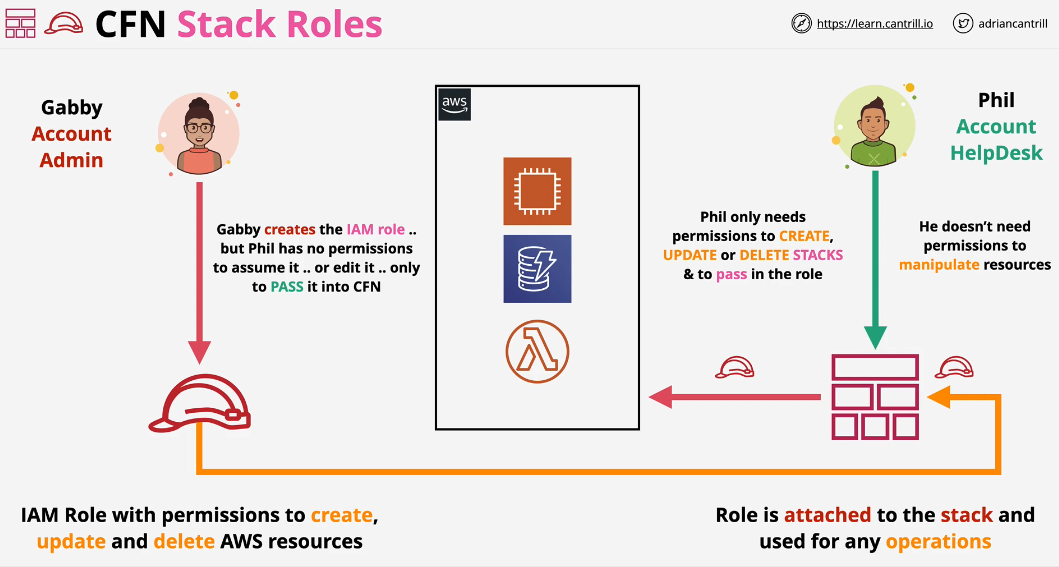 CFN Stack Roles
https://learn.cantrill.io
adriancantrill
Gabby
Account
Admin
aws
Phil
Account
HelpDesk
Gabby creates the IAM role ..
but Phil has no permissions
to assume it .. or edit it .. only
to PASS it into CFN
Phil only needs
permissions to CREATE,
UPDATE or DELETE STACKS
& to pass in the role
He doesn't need
permissions to
manipulate resources
IAM Role with permissions to create,
update and delete AWS resources
Role is attached to the stack and
used for any operations